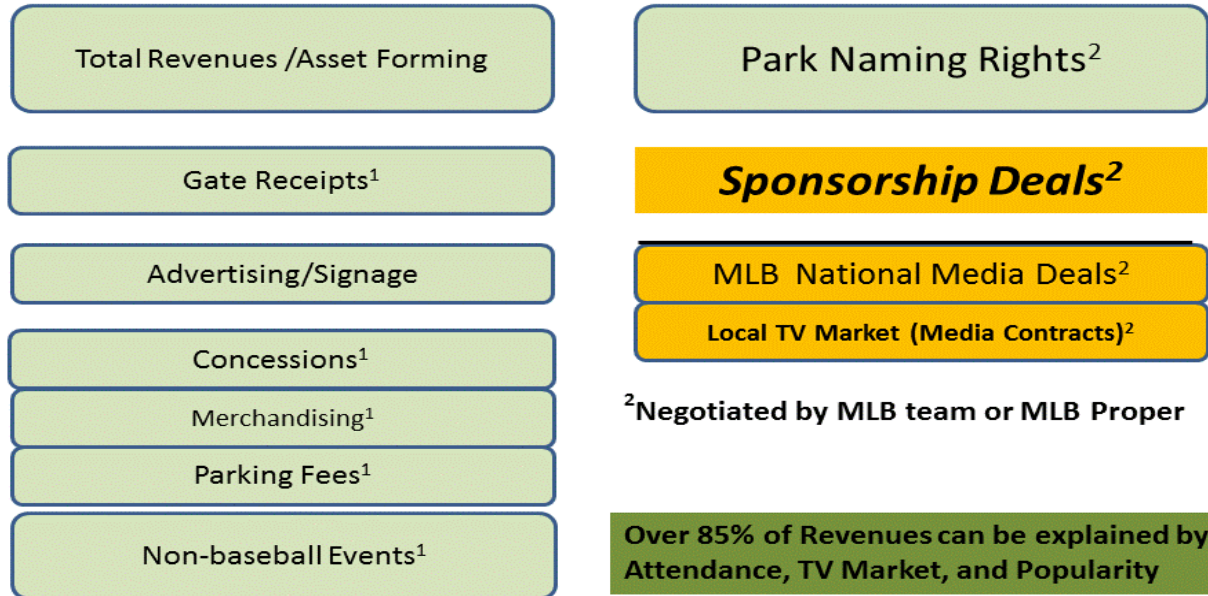 Total Revenues /Asset Forming
Gate Receipts¹
Advertising/Signage
Concessions¹
Merchandising¹
Parking Fees¹
Non-baseball Events¹
Park Naming Rights²
Sponsorship Deals²
MLB National Media Deals²
Local TV Market (Media Contracts)²
²Negotiated by MLB team or MLB Proper
Over 85% of Revenues can be explained by
Attendance, TV Market, and Popularity